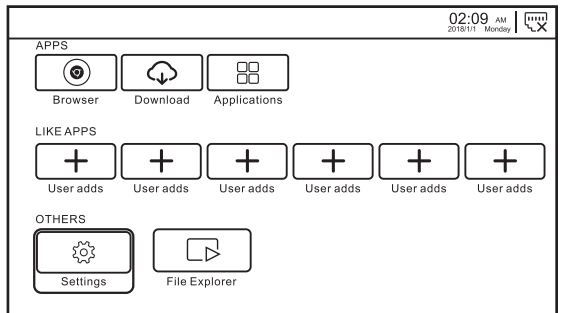 02:09 AM
2018/1/1 Monday
APPS
Browser Download Applications
LIKE APPS
User adds User adds User adds User adds User adds User adds
OTHERS
Settings File Explorer